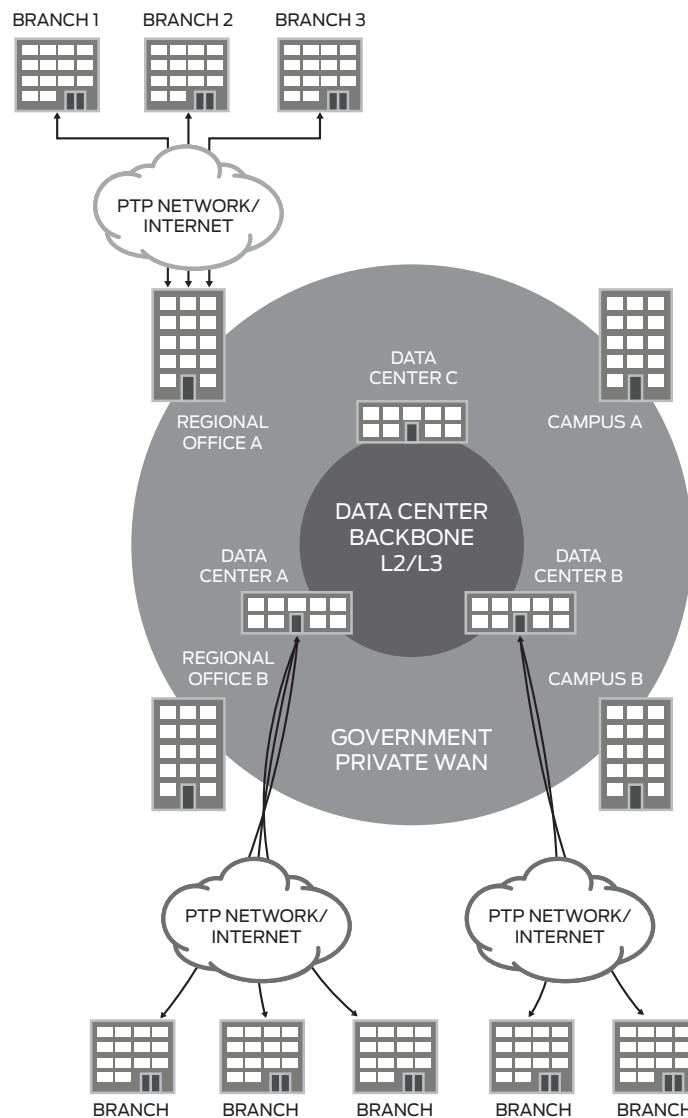 BRANCH 1
BRANCH 2
BRANCH 3
PTP NETWORK/
INTERNET
DATA
CENTER C
REGIONAL
OFFICE A
CAMPUS A
DATA CENTER
BACKBONE
L2/L3
DATA
CENTER A
DATA
CENTER B
REGIONAL
OFFICE B
CAMPUS B
GOVERNMENT
PRIVATE WAN
PTP NETWORK/
INTERNET
PTP NETWORK/
INTERNET
BRANCH
BRANCH
BRANCH
BRANCH
BRANCH